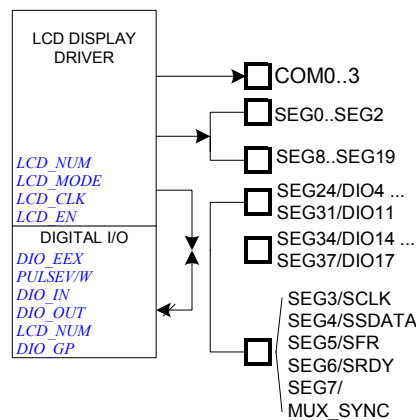 LCD DISPLAY
DRIVER
LCD_NUM
LCD_MODE
LCD_CLK
LCD_EN
DIGITAL I/O
DIO_EEX
PULSEV/W
DIO_IN
DIO_OUT
LCD_NUM
DIO_GP
COM0..3
SEG0..SEG2
SEG8..SEG19
SEG24/DIO4 ...
SEG31/DIO11
SEG34/DIO14 ...
SEG37/DIO17
SEG3/SCLK
SEG4/SSDATA
SEG5/SFR
SEG6/SRDY
SEG7/
MUX_SYNC